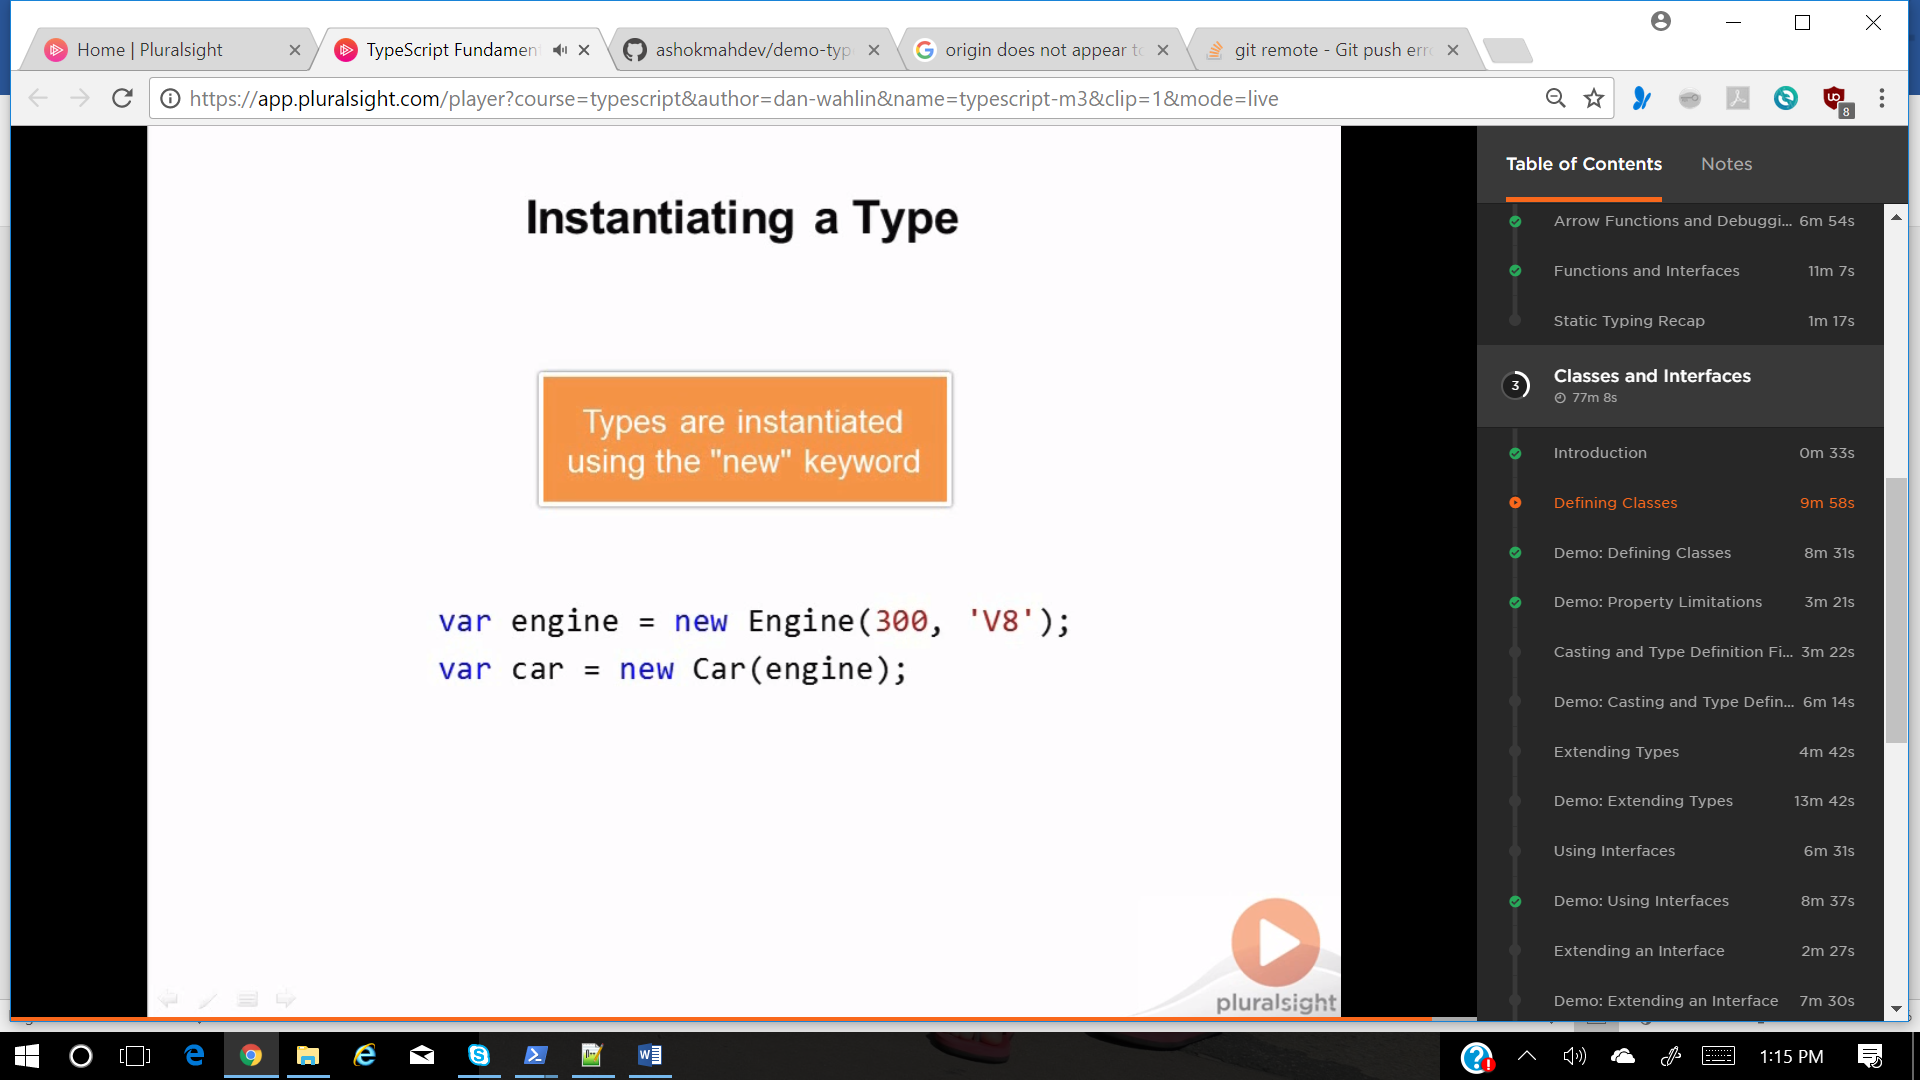 Home | Pluralsight
TypeScript Fundament
ashokmahdev/demo-typ
origin does not appear to
git remote - Git push erro
https://app.pluralsight.com/player?course=typescript&author=dan-wahlin&name=typescript-m3&clip=1&mode=live
8
Instantiating a Type
Types are instantiated
using the "new" keyword
var engine = new Engine(300, 'V8');
var car = new Car(engine);
pluralsight
Table of Contents
Notes
Arrow Functions and Debuggi... 6m 54s
Functions and Interfaces 11m 7s
Static Typing Recap 1m 17s
3
Classes and Interfaces
77m 8s
Introduction 0m 33s
Defining Classes 9m 58s
Demo: Defining Classes 8m 31s
Demo: Property Limitations 3m 21s
Casting and Type Definition Fi... 3m 22s
Demo: Casting and Type Defin... 6m 14s
Extending Types 4m 42s
Demo: Extending Types 13m 42s
Using Interfaces 6m 31s
Demo: Using Interfaces 8m 37s
Extending an Interface 2m 27s
Demo: Extending an Interface 7m 30s
1:15 PM